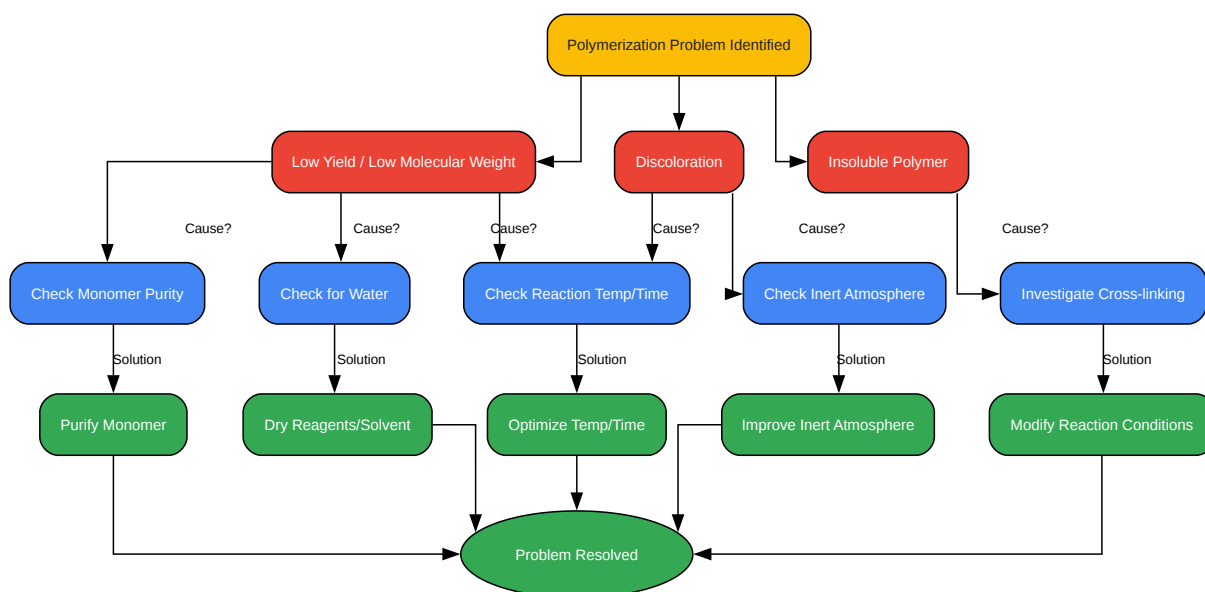 Polymerization Problem Identified
Low Yield / Low Molecular Weight
Discoloration
Insoluble Polymer
Cause?
Cause?
Cause?
Cause?
Cause?
Cause?
Check Monomer Purity
Check for Water
Check Reaction Temp/Time
Check Inert Atmosphere
Investigate Cross-linking
Solution
Solution
Solution
Solution
Solution
Purify Monomer
Dry Reagents/Solvent
Optimize Temp/Time
Improve Inert Atmosphere
Modify Reaction Conditions
Problem Resolved